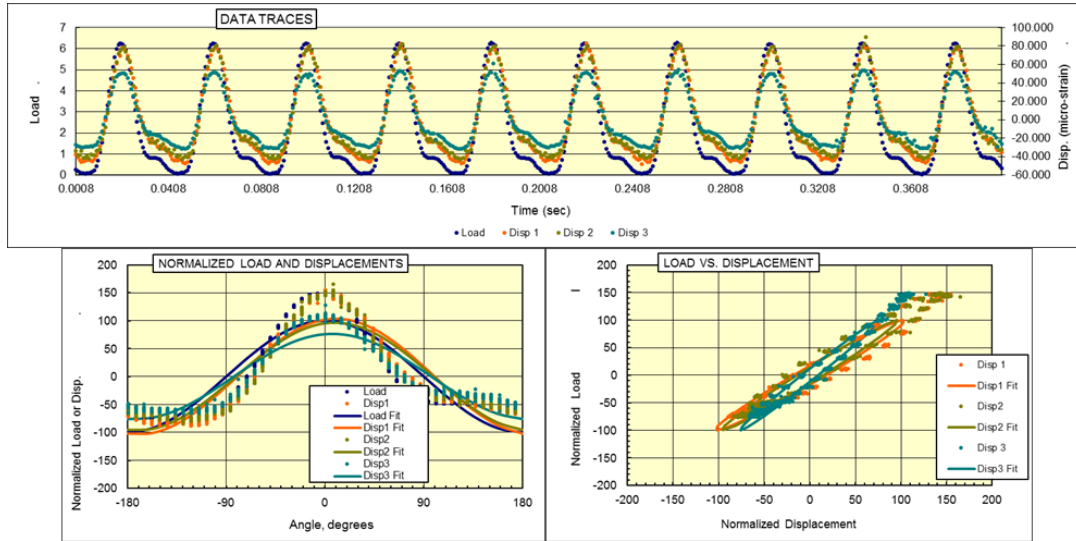 DATA TRACES
7
6
5
4
3
2
1
0
Load
100.000
80.000
60.000
40.000
20.000
0.000
-20.000
-40.000
-60.000
Disp. (micro-strain)
0.0008 0.0408 0.0808 0.1208 0.1608 0.2008 0.2408 0.2808 0.3208 0.3608
Time (sec)
Load Disp 1 Disp 2 Disp 3
NORMALIZED LOAD AND DISPLACEMENTS
200
150
100
50
0
-50
-100
-150
-200
Normalized Load or Disp.
Load
Disp1
Load Fit
Disp1 Fit
Disp2
Disp2 Fit
Disp3
Disp3 Fit
-180 -90 0 90 180
Angle, degrees
LOAD VS. DISPLACEMENT
200
150
100
50
0
-50
-100
-150
-200
Normalized Load
Disp 1
Disp1 Fit
Disp2
Disp2 Fit
Disp 3
Disp3 Fit
-200 -150 -100 -50 0 50 100 150 200
Normalized Displacement